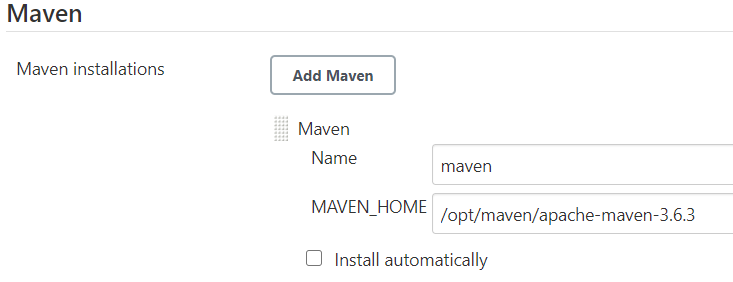 Maven
Maven installations
Add Maven
Maven
Name
maven
MAVEN_HOME
/opt/maven/apache-maven-3.6.3
Install automatically